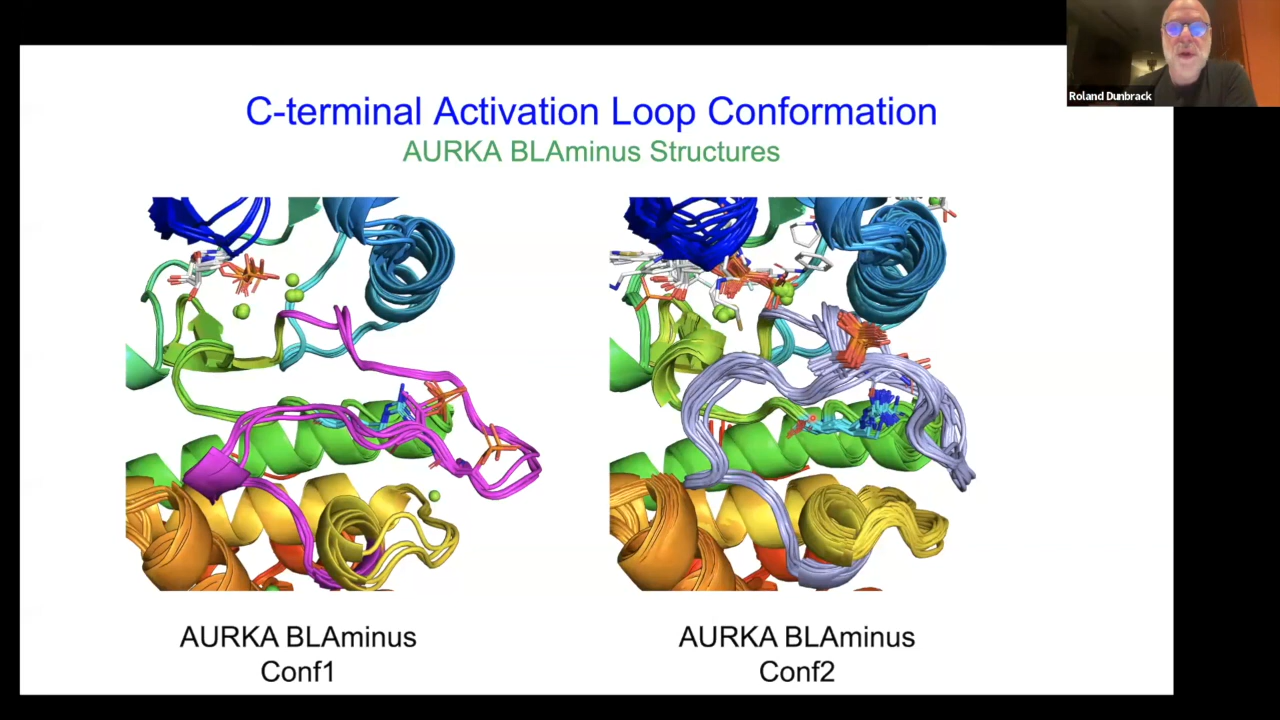 Roland Dunbrack
C-terminal Activation Loop Conformation
AURKA BLAminus Structures
AURKA BLAminus
Conf1
AURKA BLAminus
Conf2